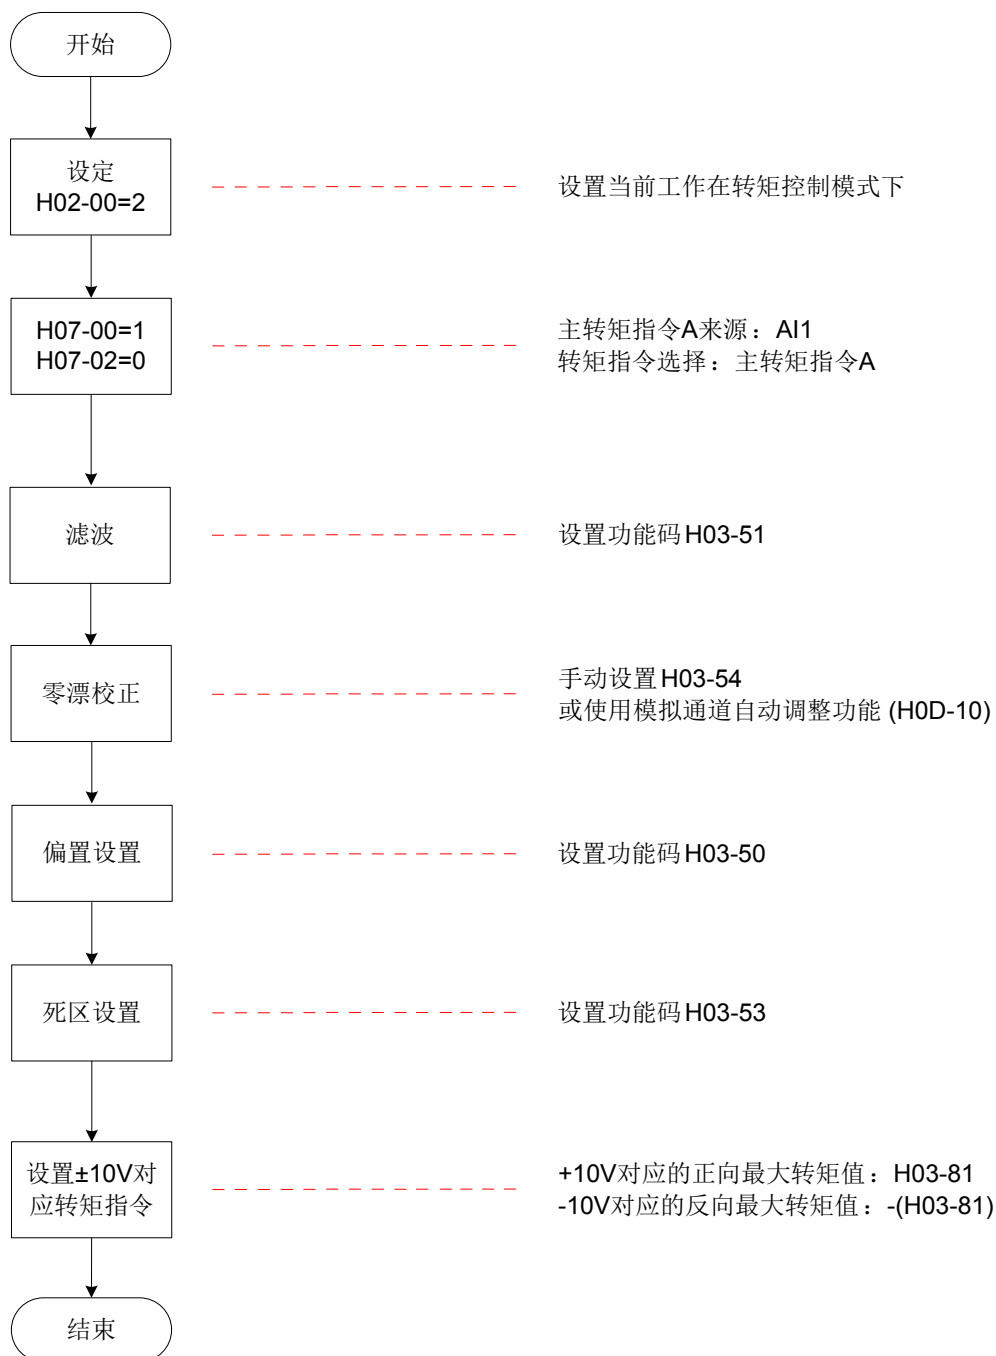 开始
设定
H02-00=2
设置当前工作在转矩控制模式下
H07-00=1
H07-02=0
主转矩指令A来源：AI1
转矩指令选择：主转矩指令A
滤波
设置功能码H03-51
零漂校正
手动设置H03-54
或使用模拟通道自动调整功能 (H0D-10)
偏置设置
设置功能码H03-50
死区设置
设置功能码H03-53
设置±10V对
应转矩指令
+10V对应的正向最大转矩值：H03-81
-10V对应的反向最大转矩值：-(H03-81)
结束